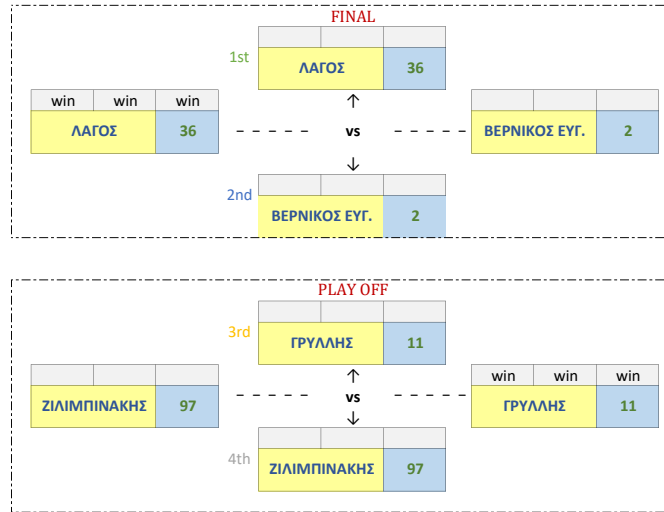 FINAL
1st
ΛΑΓΟΣ 36
win win win
ΛΑΓΟΣ 36
vs
ΒΕΡΝΙΚΟΣ ΕΥΓ. 2
2nd
ΒΕΡΝΙΚΟΣ ΕΥΓ. 2
PLAY OFF
3rd
ΓΡΥΛΛΗΣ 11
ΖΙΛΙΜΠΙΝΑΚΗΣ 97
vs
win win win
ΓΡΥΛΛΗΣ 11
4th
ΖΙΛΙΜΠΙΝΑΚΗΣ 97